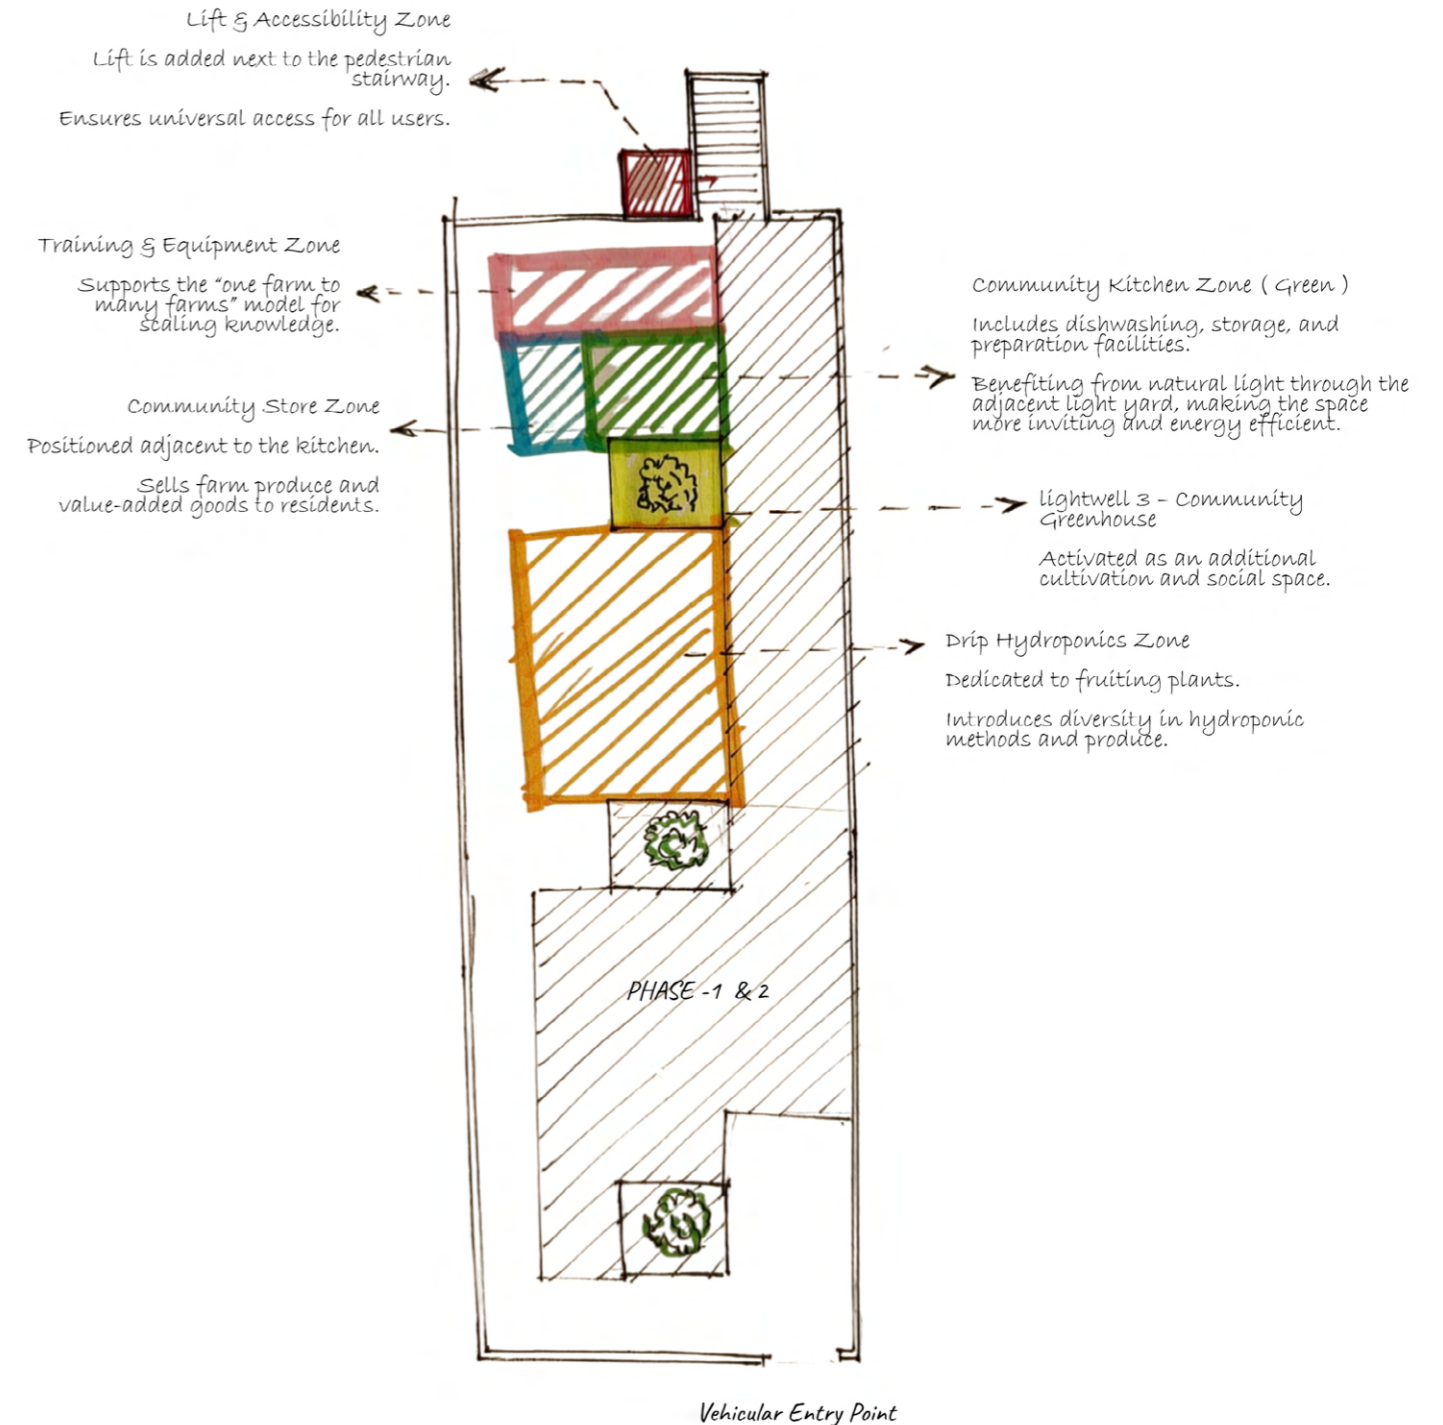 Lift & Accessibility Zone
Lift is added next to the pedestrian
stairway.
Ensures universal access for all users.
Training & Equipment Zone
Supports the “one farm to
many farms” model for
scaling knowledge.
Community Store Zone
Positioned adjacent to the kitchen.
Sells farm produce and
value-added goods to residents.
Community Kitchen Zone ( Green )
Includes dishwashing, storage, and
preparation facilities.
Benefiting from natural light through the
adjacent light yard, making the space
more inviting and energy efficient.
lightwell 3 - Community
Greenhouse
Activated as an additional
cultivation and social space.
Drip Hydroponics Zone
Dedicated to fruiting plants.
Introduces diversity in hydroponic
methods and produce.
PHASE -1 & 2
Vehicular Entry Point